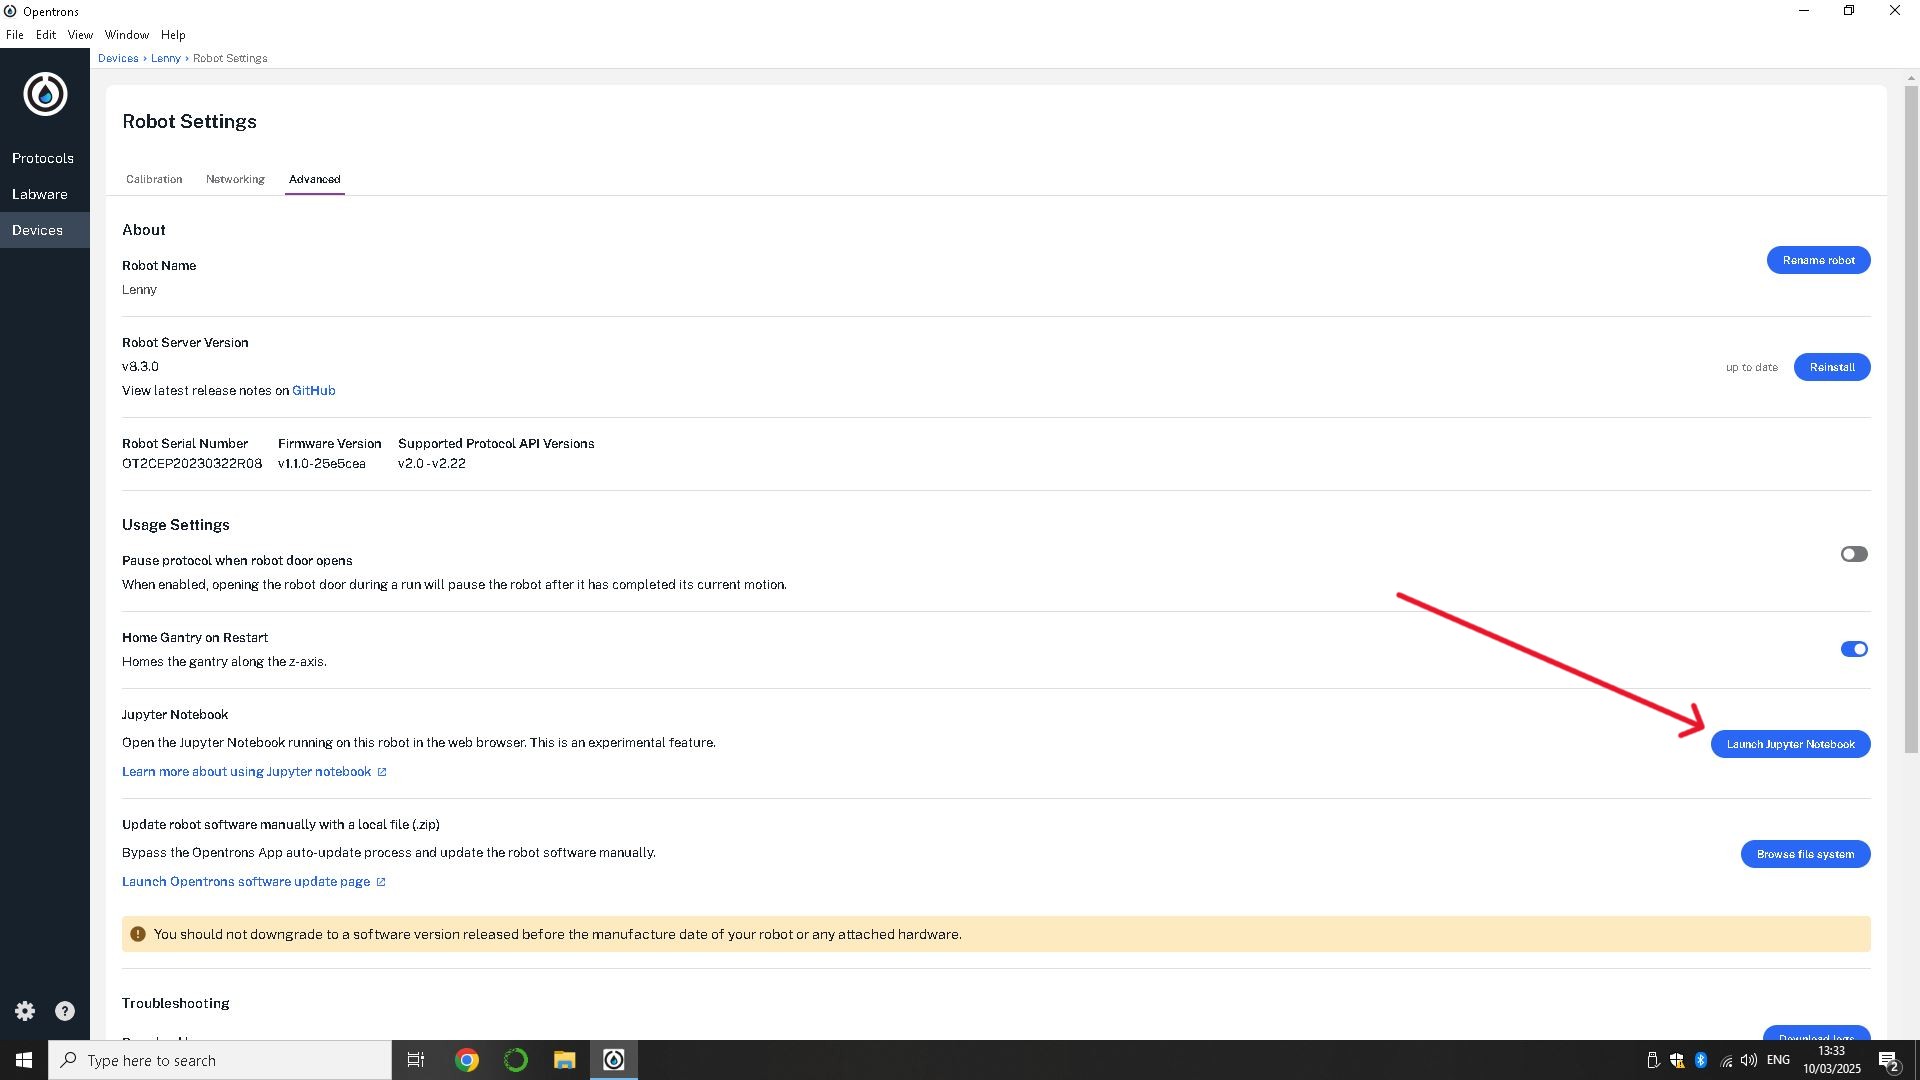 Opentrons
File Edit View Window Help
Devices › Lenny › Robot Settings
Protocols
Labware
Devices
Robot Settings
Calibration Networking Advanced
About
Robot Name
Lenny
Rename robot
Robot Server Version
v8.3.0
View latest release notes on GitHub
up to date Reinstall
Robot Serial Number Firmware Version Supported Protocol API Versions
OT2CEP20230322R08 v1.1.0-25e5cea v2.0 - v2.22
Usage Settings
Pause protocol when robot door opens
When enabled, opening the robot door during a run will pause the robot after it has completed its current motion.
Home Gantry on Restart
Homes the gantry along the z-axis.
Jupyter Notebook
Open the Jupyter Notebook running on this robot in the web browser. This is an experimental feature.
Learn more about using Jupyter notebook
Launch Jupyter Notebook
Update robot software manually with a local file (.zip)
Bypass the Opentrons App auto-update process and update the robot software manually.
Launch Opentrons software update page
Browse file system
You should not downgrade to a software version released before the manufacture date of your robot or any attached hardware.
Troubleshooting
Download logs
Type here to search
ENG
13:33
10/03/2025
2